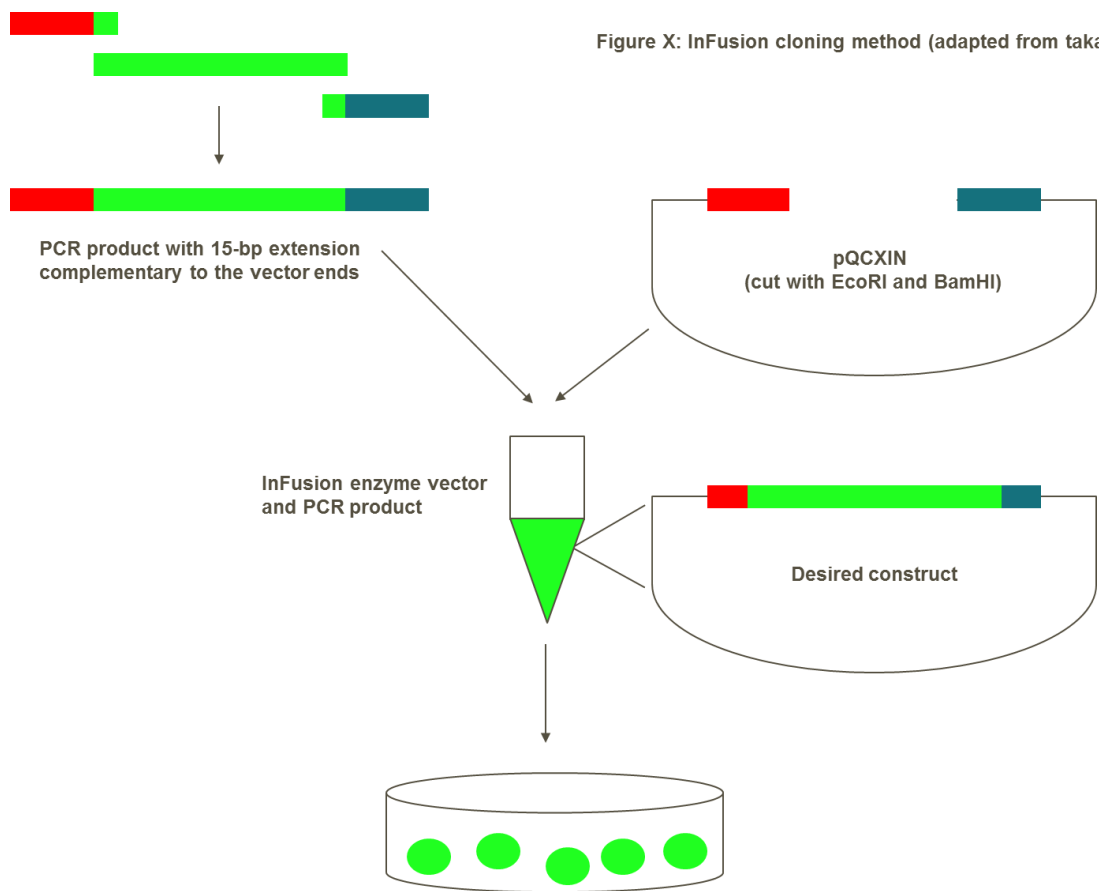 Figure X: InFusion cloning method (adapted from
PCR product with 15-bp extension
complementary to the vector ends
pQCXIN
(cut with EcoRI and BamHI)
InFusion enzyme vector
and PCR product
Desired construct